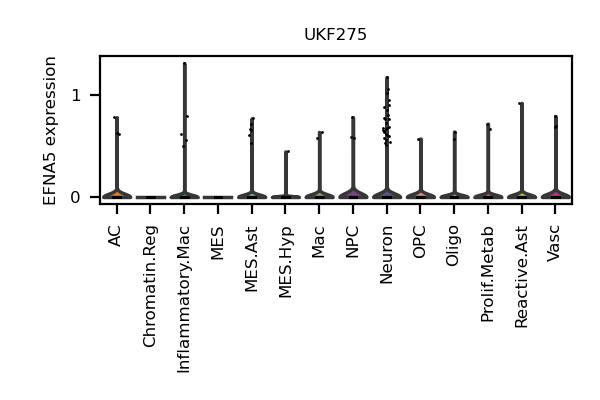 UKF275
EFNA5 expression
1
0
AC
Chromatin.Reg
Inflammatory.Mac
MES
MES.Ast
MES.Hyp
Mac
NPC
Neuron
OPC
Oligo
Prolif.Metab
Reactive.Ast
Vasc